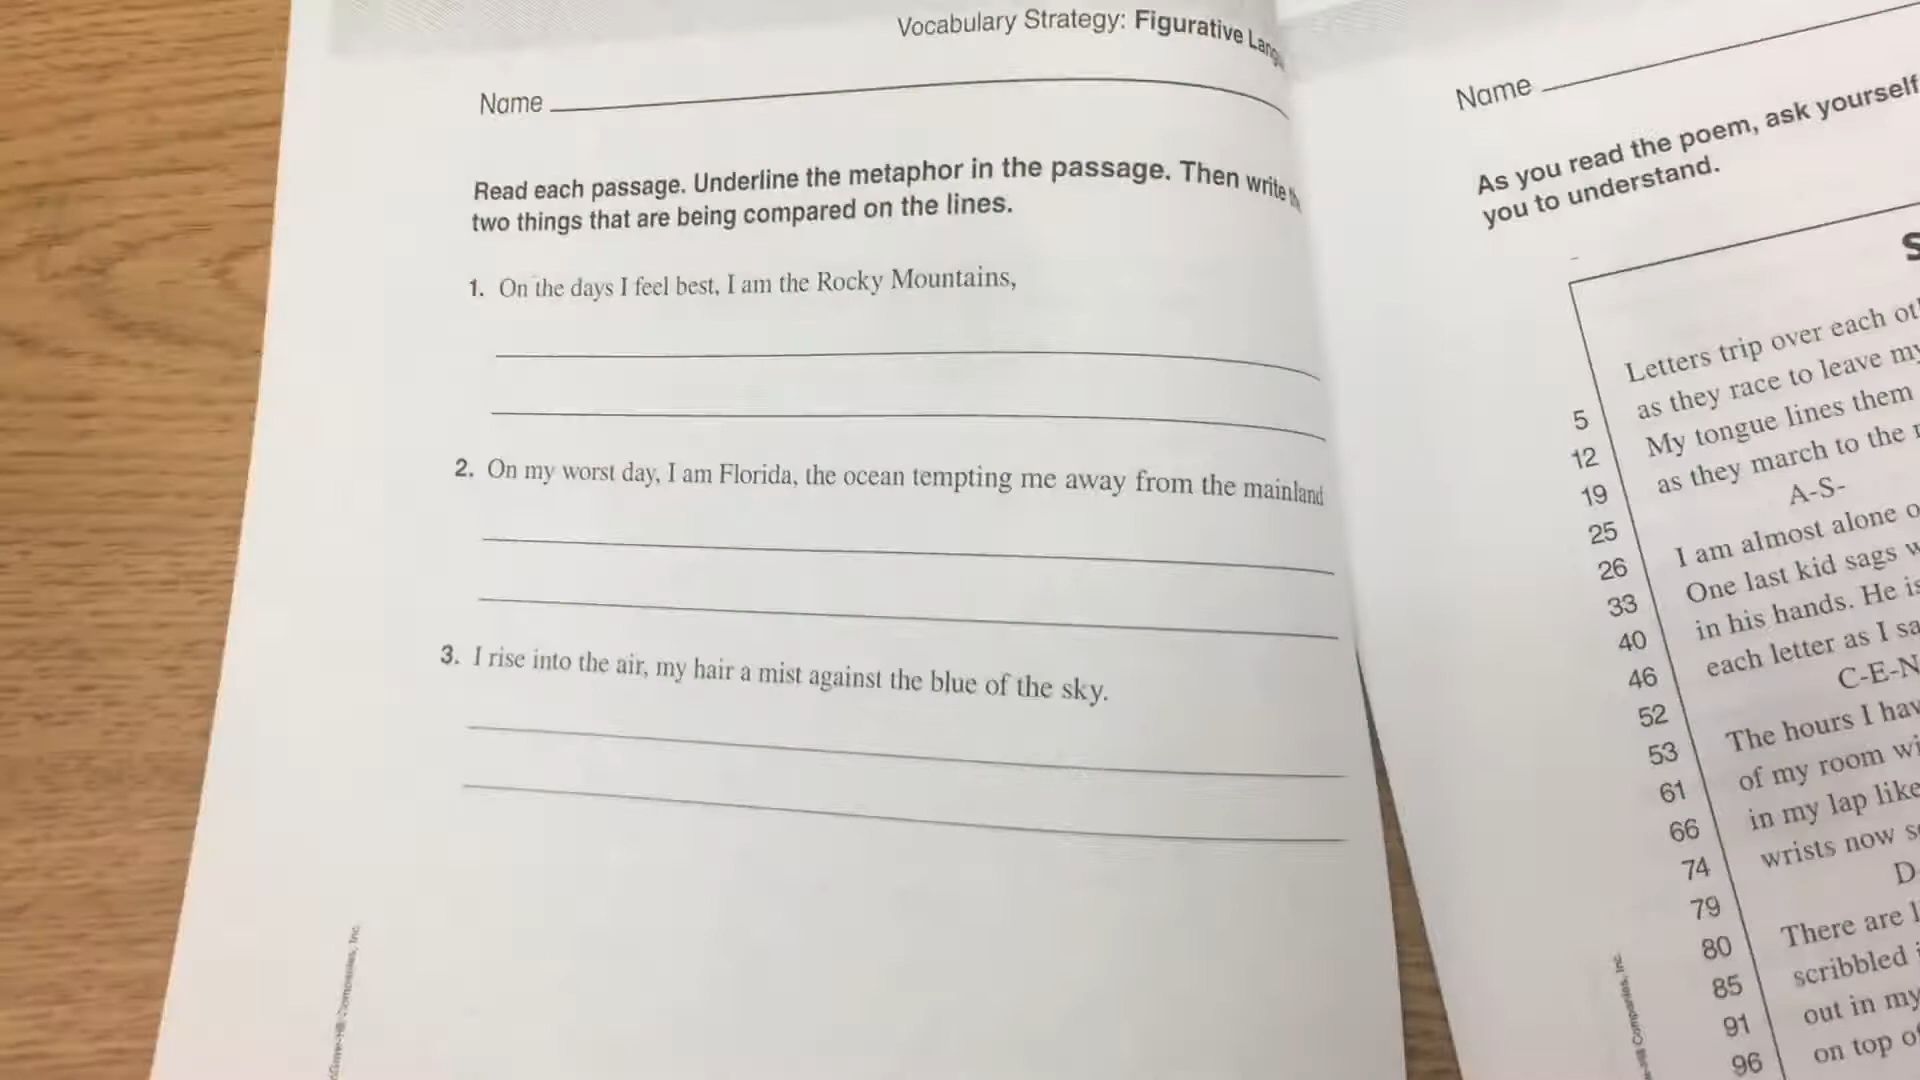 Vocabulary Strategy: Figurative
Name
Read each passage. Underline the metaphor in the passage. Then write
two things that are being compared on the lines.
1. On the days I feel best, I am the Rocky Mountains,
2. On my worst day, I am Florida, the ocean tempting me away from the mainland
3. I rise into the air, my hair a mist against the blue of the sky.
Companies, Inc.
Name
As you read the poem, ask yourself
you to understand.
S
Letters trip over each
as they race to leave my
5 My tongue lines them
12 as they march to the
19 A-S-
25 I am almost alone
26 One last kid sags
33 in his hands. He
40 each letter as I
46 C-E-N
52 The hours I
53 of my room
61 in my lap like
66 wrists now
74 D
79 There are
80 scribbled
85 out in my
91 on top
96
Companies, Inc.